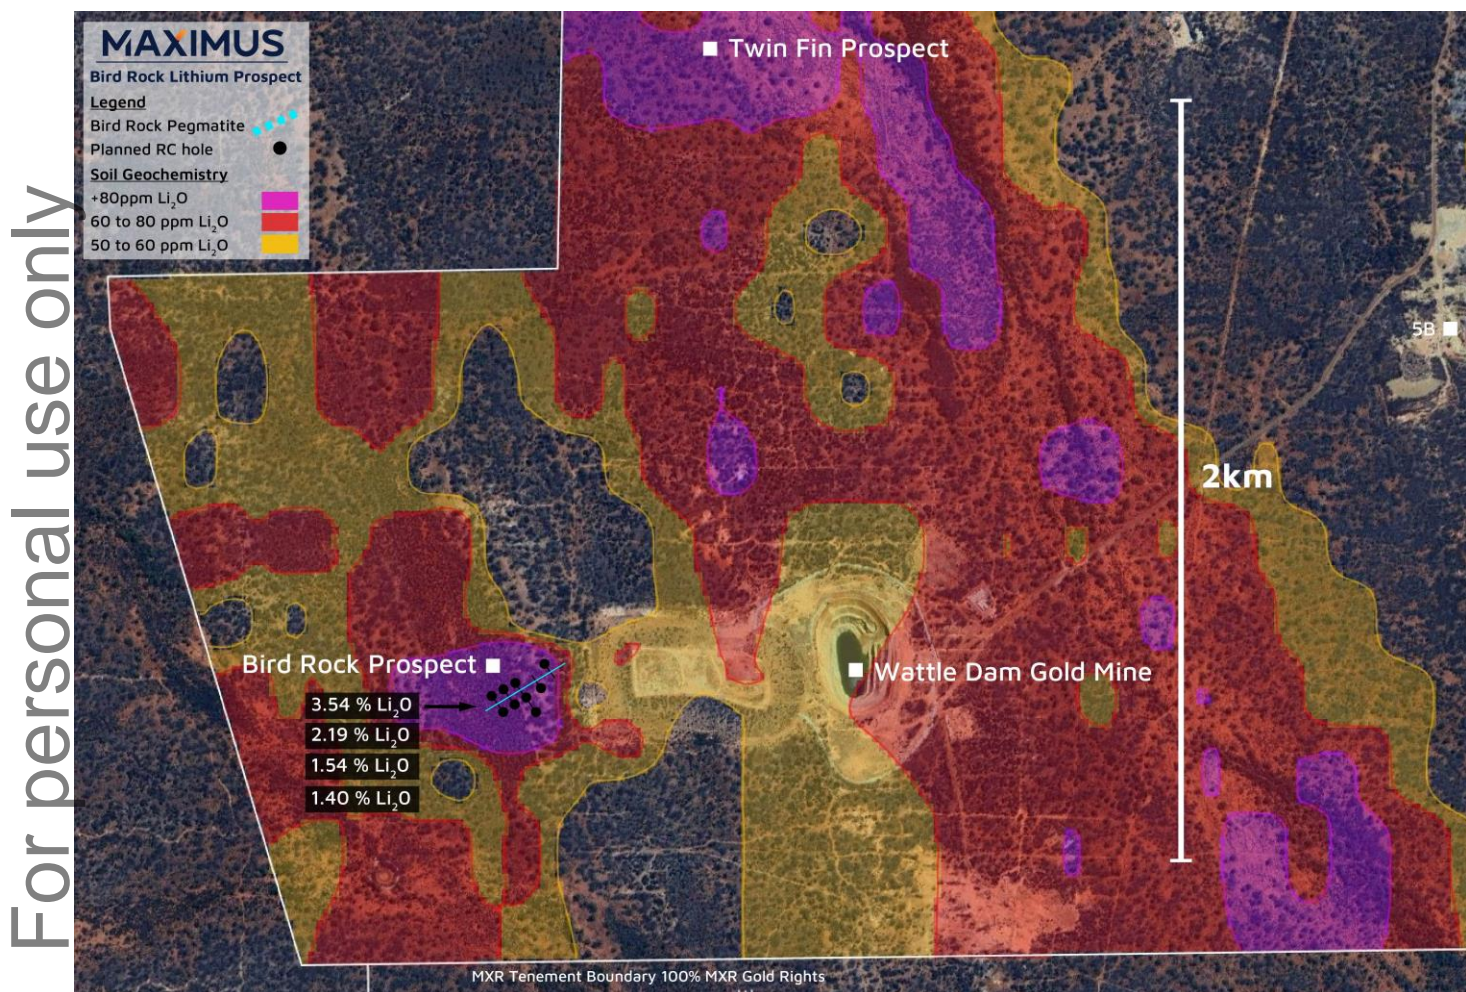 For personal use only
MAXIMUS
Bird Rock Lithium Prospect
Legend
Bird Rock Pegmatite
Planned RC hole
Soil Geochemistry
+80ppm Li₂O
60 to 80 ppm Li₂O
50 to 60 ppm Li₂O
Twin Fin Prospect
5B
2km
Bird Rock Prospect
Wattle Dam Gold Mine
3.54 % Li₂O
2.19 % Li₂O
1.54 % Li₂O
1.40 % Li₂O
MXR Tenement Boundary 100% MXR Gold Rights